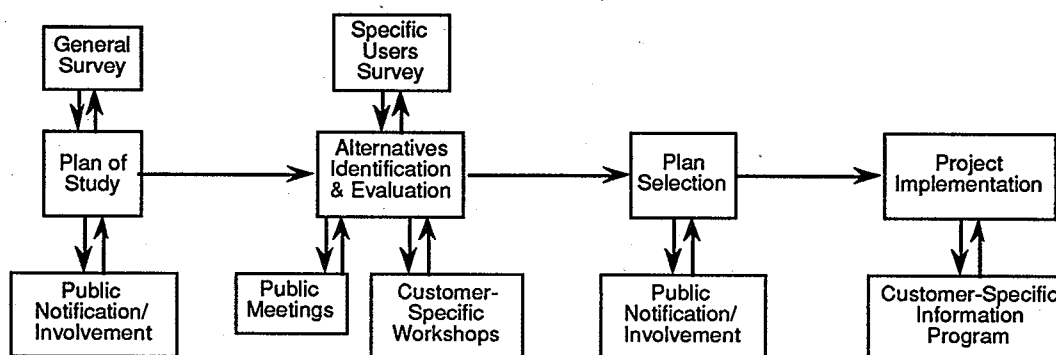 General
Survey
Specific
Users
Survey
Plan of
Study
Alternatives
Identification
& Evaluation
Plan
Selection
Project
Implementation
Public
Notification/
Involvement
Public
Meetings
Customer-
Specific
Workshops
Public
Notification/
Involvement
Customer-Specific
Information
Program